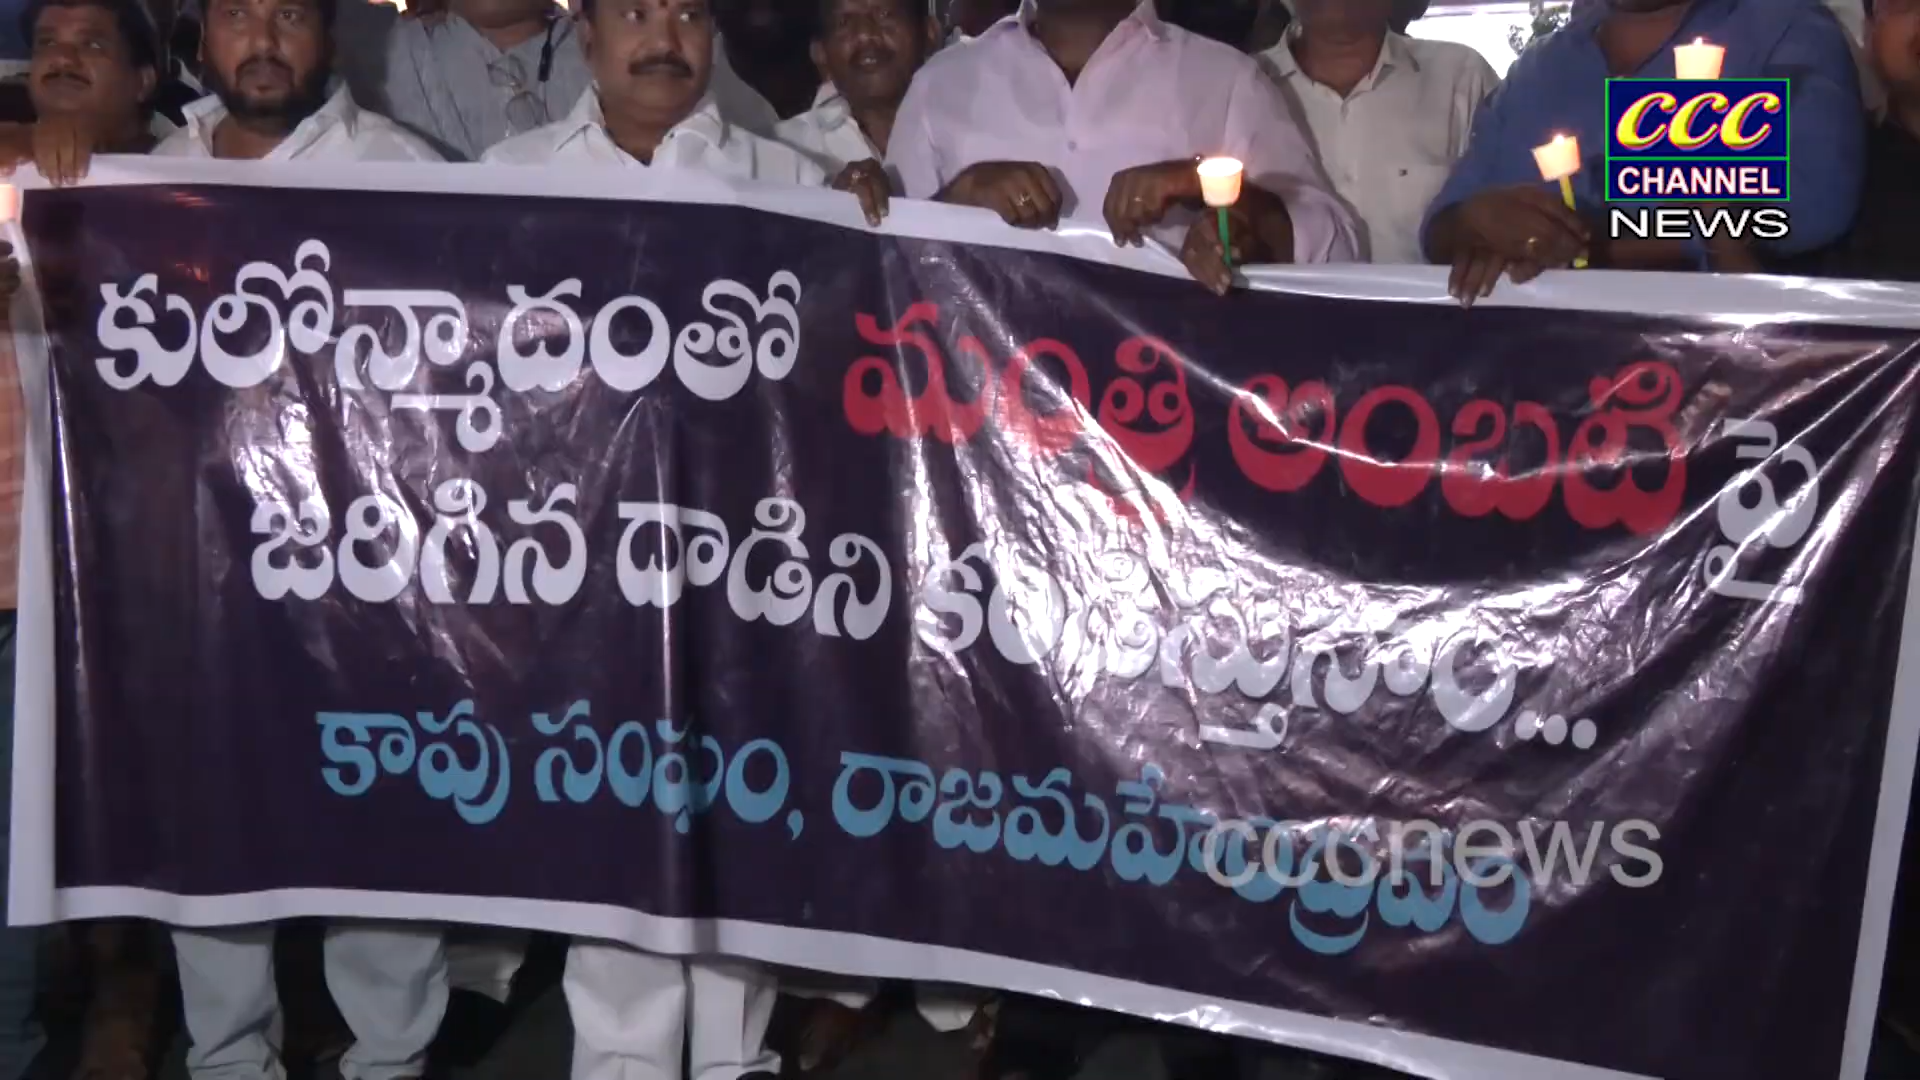 CCC
CHANNEL
NEWS
కులోన్మాదంతో మంత్రి అంబటి పై
జరిగిన దాడిని ఖండిస్తున్నాం...
కాపు సంఘం, రాజమహేంద్రవరం
cccnews